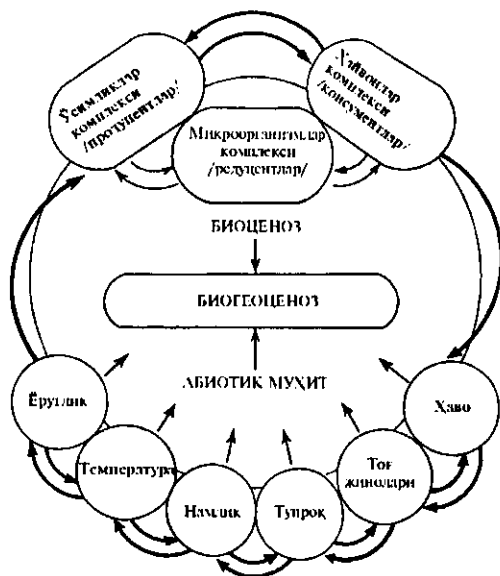 Ўсимликлар
комплекси
/продуцентлар/
Ҳайвонлар
комплекси
/консументлар/
Микроорганизмлар
комплекси
/редуцентлар/
БИОЦЕНОЗ
БИОГЕОЦЕНОЗ
АБИОТИК МУҲИТ
Ёруғлик
Температура
Намлик
Тупроқ
Тоғ
жинслари
Ҳаво